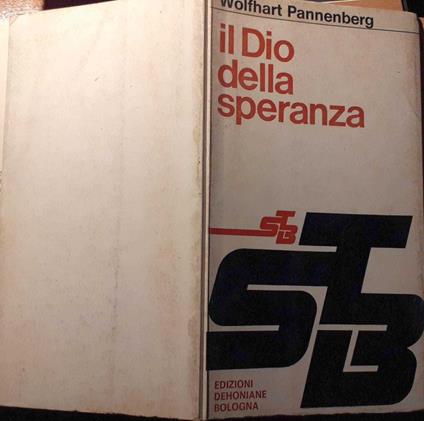 Wolfhart Pannenberg
il Dio
della
speranza
STB
STB
EDIZIONI
DEHONIANE
BOLOGNA